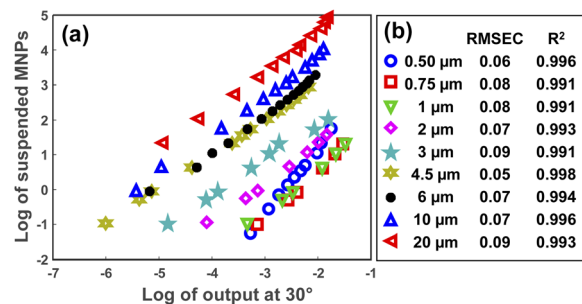 (a)
Log of suspended MNPs
5
4
3
2
1
0
-1
-2
-7 -6 -5 -4 -3 -2 -1
Log of output at 30°
(b)
RMSEC R²
0.50 µm 0.06 0.996
0.75 µm 0.08 0.991
1 µm 0.08 0.991
2 µm 0.07 0.993
3 µm 0.09 0.991
4.5 µm 0.05 0.998
6 µm 0.07 0.994
10 µm 0.07 0.996
20 µm 0.09 0.993